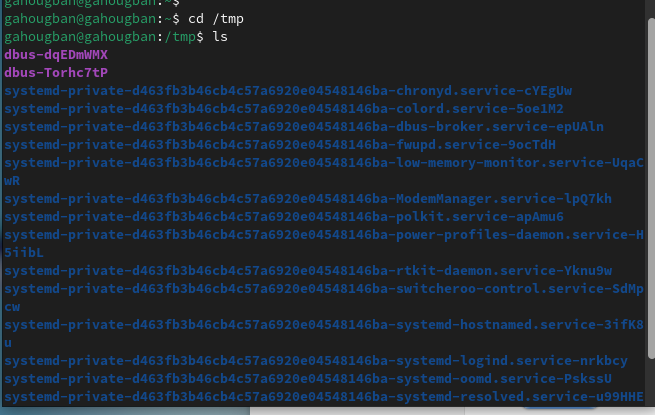 gahougban@gahougban:~$
gahougban@gahougban:~$ cd /tmp
gahougban@gahougban:/tmp$ ls
dbus-dqEDmWMX
dbus-Torhc7tP
systemd-private-d463fb3b46cb4c57a6920e04548146ba-chronyd.service-cYEgUw
systemd-private-d463fb3b46cb4c57a6920e04548146ba-colord.service-5oe1M2
systemd-private-d463fb3b46cb4c57a6920e04548146ba-dbus-broker.service-epUAln
systemd-private-d463fb3b46cb4c57a6920e04548146ba-fwupd.service-9ocTdH
systemd-private-d463fb3b46cb4c57a6920e04548146ba-low-memory-monitor.service-UqaC
wR
systemd-private-d463fb3b46cb4c57a6920e04548146ba-ModemManager.service-lpQ7kh
systemd-private-d463fb3b46cb4c57a6920e04548146ba-polkit.service-apAmu6
systemd-private-d463fb3b46cb4c57a6920e04548146ba-power-profiles-daemon.service-H
5iibL
systemd-private-d463fb3b46cb4c57a6920e04548146ba-rtkit-daemon.service-Yknu9w
systemd-private-d463fb3b46cb4c57a6920e04548146ba-switcheroo-control.service-SdMp
cw
systemd-private-d463fb3b46cb4c57a6920e04548146ba-systemd-hostnamed.service-3ifK8
u
systemd-private-d463fb3b46cb4c57a6920e04548146ba-systemd-logind.service-nrkbcy
systemd-private-d463fb3b46cb4c57a6920e04548146ba-systemd-oomd.service-PskssU
systemd-private-d463fb3b46cb4c57a6920e04548146ba-systemd-resolved.service-u99HHE